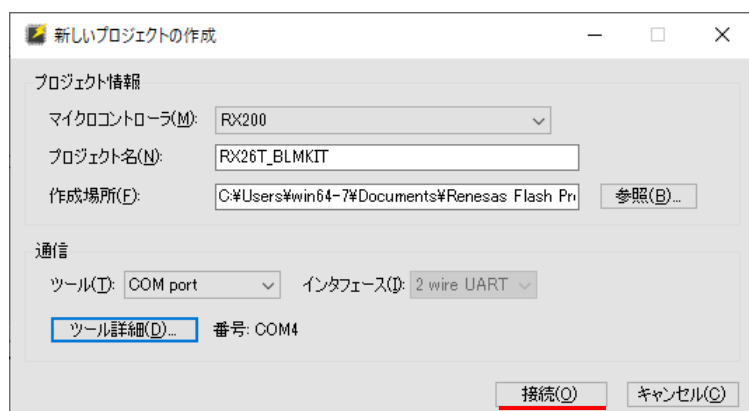 新しいプロジェクトの作成
プロジェクト情報
マイクロコントローラ(M): RX200
プロジェクト名(N): RX26T_BLMKIT
作成場所(F): C:¥Users¥win64-7¥Documents¥Renesas Flash Pr 参照(B)...
通信
ツール(T): COM port インタフェース(I): 2 wire UART
ツール詳細(D)... 番号: COM4
接続(O) キャンセル(C)